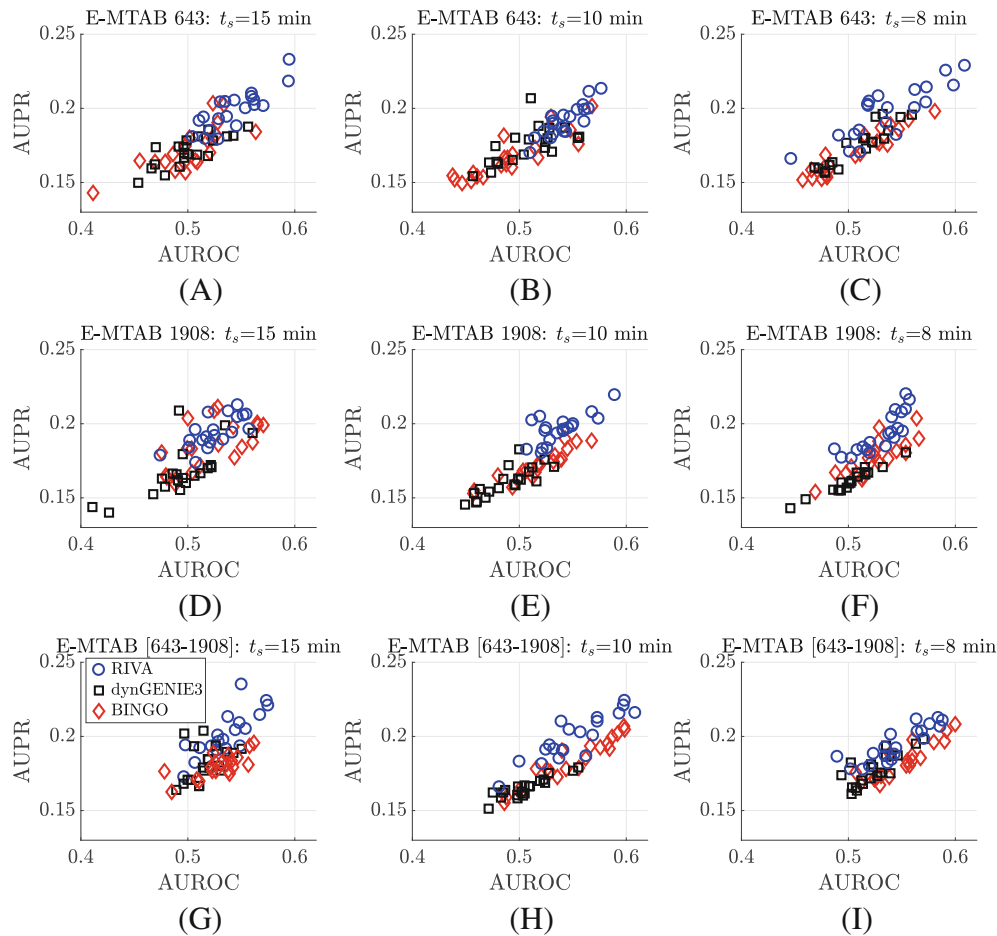 E-MTAB 643: t_s=15 min
E-MTAB 643: t_s=10 min
E-MTAB 643: t_s=8 min
0.25
0.2
0.15
AUPR
0.4 0.5 0.6
AUROC
(A)
0.25
0.2
0.15
AUPR
0.4 0.5 0.6
AUROC
(B)
0.25
0.2
0.15
AUPR
0.4 0.5 0.6
AUROC
(C)
E-MTAB 1908: t_s=15 min
E-MTAB 1908: t_s=10 min
E-MTAB 1908: t_s=8 min
0.25
0.2
0.15
AUPR
0.4 0.5 0.6
AUROC
(D)
0.25
0.2
0.15
AUPR
0.4 0.5 0.6
AUROC
(E)
0.25
0.2
0.15
AUPR
0.4 0.5 0.6
AUROC
(F)
E-MTAB [643-1908]: t_s=15 min
E-MTAB [643-1908]: t_s=10 min
E-MTAB [643-1908]: t_s=8 min
RIVA
dynGENIE3
BINGO
0.25
0.2
0.15
AUPR
0.4 0.5 0.6
AUROC
(G)
0.25
0.2
0.15
AUPR
0.4 0.5 0.6
AUROC
(H)
0.25
0.2
0.15
AUPR
0.4 0.5 0.6
AUROC
(I)